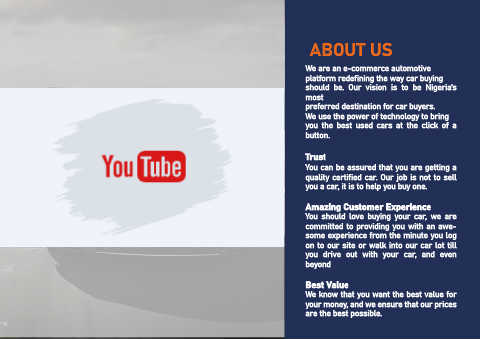 You Tube
ABOUT US
We are an e-commerce automotive
platform redefining the way car buying
should be. Our vision is to be Nigeria's
most
preferred destination for car buyers.
We use the power of technology to bring
you the best used cars at the click of a
button.
Trust
You can be assured that you are getting a
quality certified car. Our job is not to sell
you a car, it is to help you buy one.
Amazing Customer Experience
You should love buying your car, we are
committed to providing you with an awe-
some experience from the minute you log
on to our site or walk into our car lot till
you drive out with your car, and even
beyond
Best Value
We know that you want the best value for
your money, and we ensure that our prices
are the best possible.